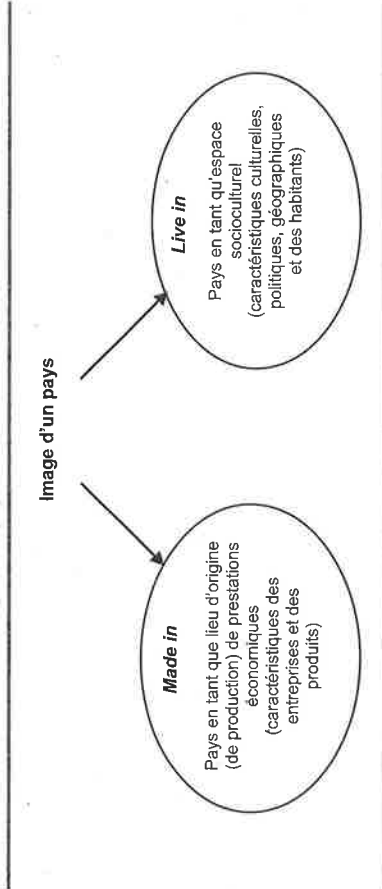 Image d'un pays
Made in
Pays en tant que lieu d'origine
(de production) de prestations
économiques
(caractéristiques des
entreprises et des
produits)
Live in
Pays en tant qu'espace
socioculturel
(caractéristiques culturelles,
politiques, géographiques
et des habitants)